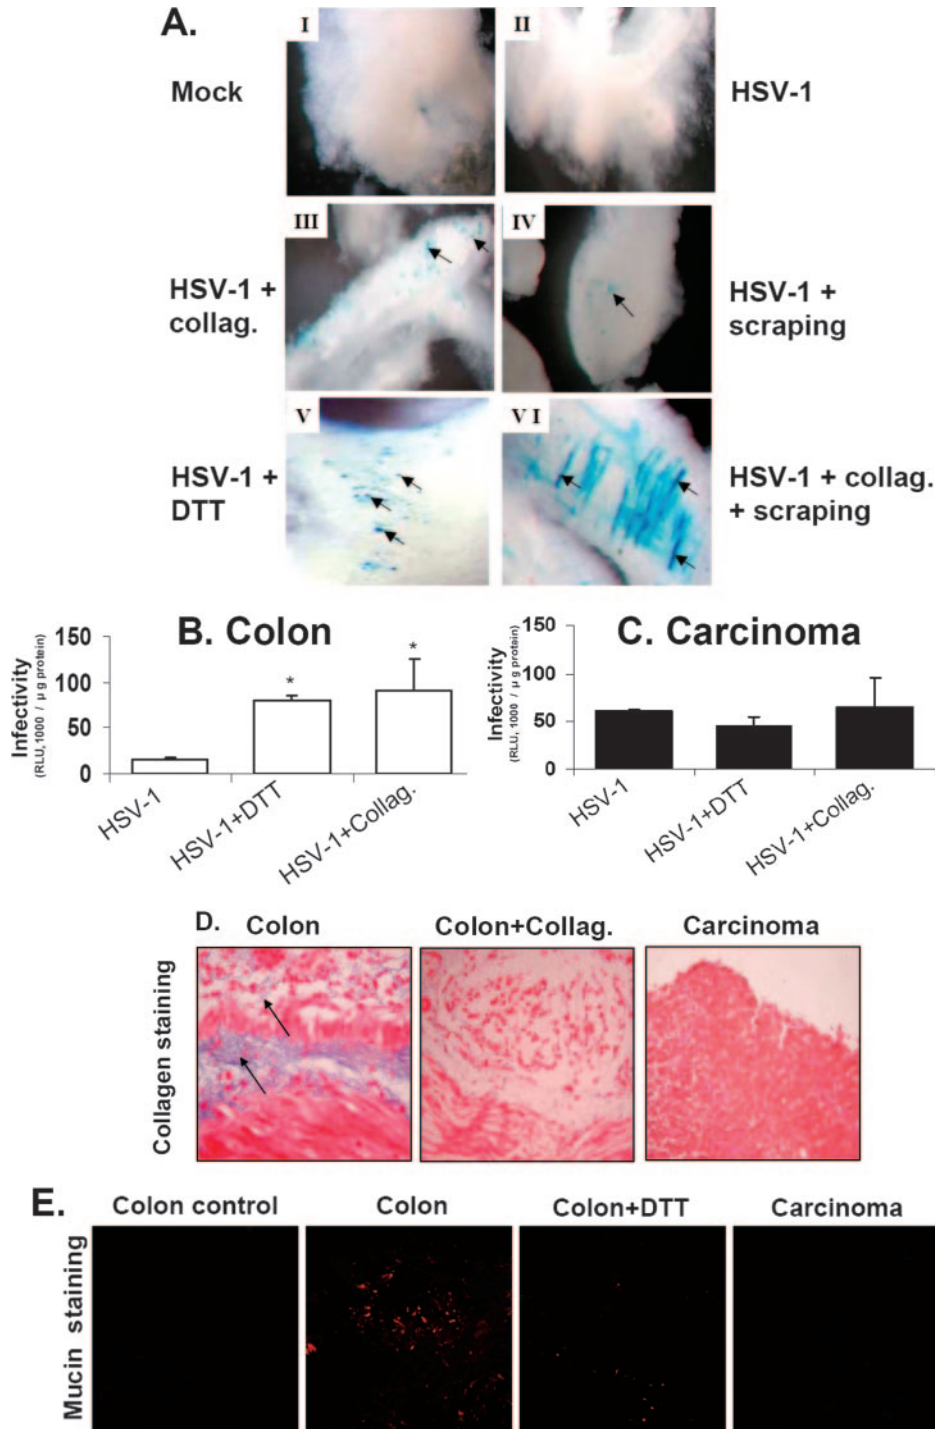 A.
I
II
Mock
HSV-1
III
IV
HSV-1 +
collag.
HSV-1 +
scraping
V
VI
HSV-1 +
DTT
HSV-1 + collag.
+ scraping
B. Colon
Infectivity
(RLU, 1000 / µg protein)
150
100
50
0
*
*
HSV-1
HSV-1+DTT
HSV-1+Collag.
C. Carcinoma
Infectivity
(RLU, 1000 / µg protein)
150
100
50
0
HSV-1
HSV-1+DTT
HSV-1+Collag.
D.
Colon
Colon+Collag.
Carcinoma
Collagen staining
E.
Colon control
Colon
Colon+DTT
Carcinoma
Mucin staining